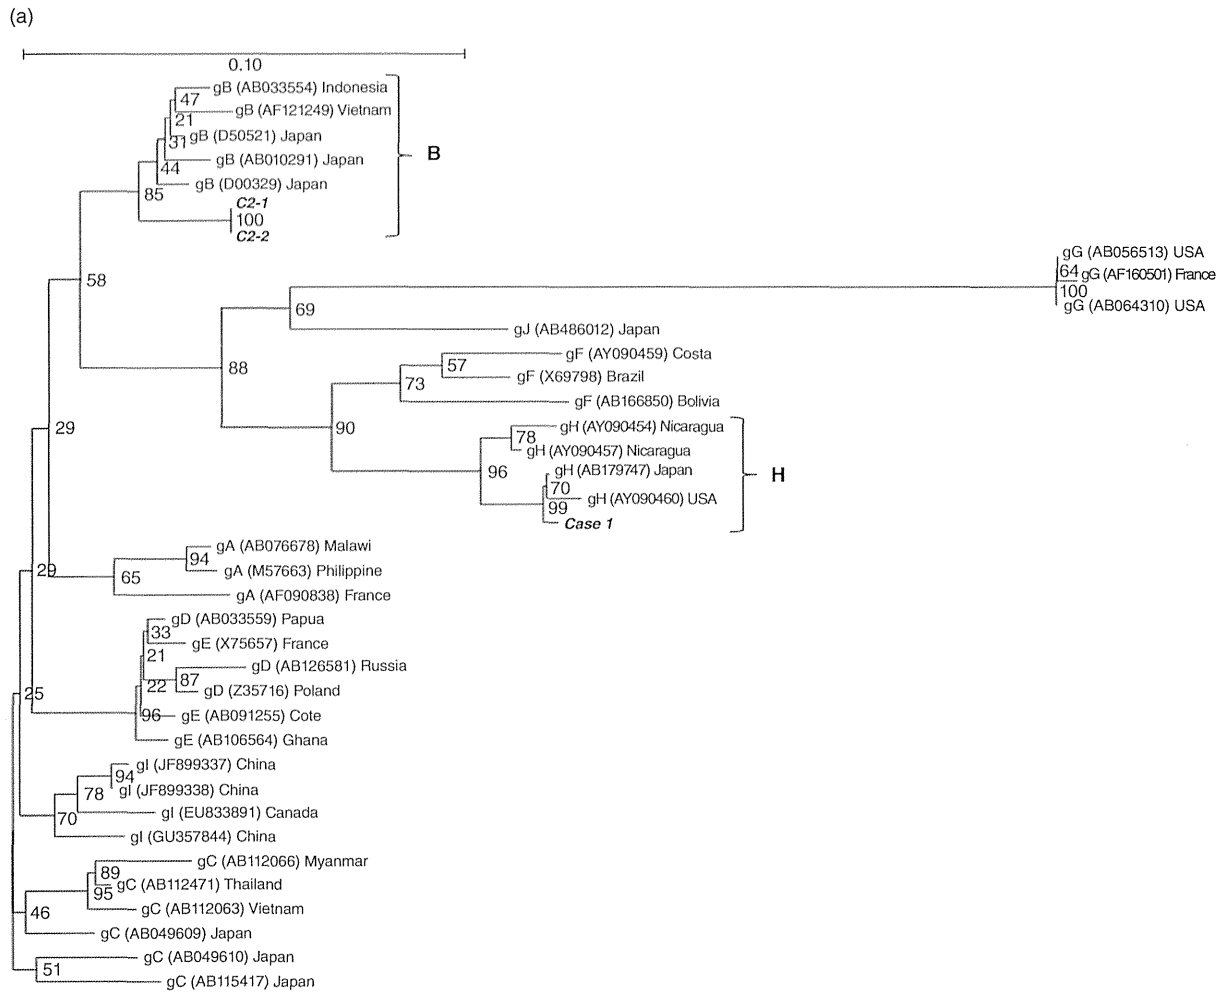 (a)
0.10
gB (AB033554) Indonesia
47
gB (AF121249) Vietnam
21
gB (D50521) Japan
31
gB (AB010291) Japan
44
gB (D00329) Japan
85
C2-1
100
C2-2
B
58
gG (AB056513) USA
64
gG (AF160501) France
100
gG (AB064310) USA
69
gJ (AB486012) Japan
88
gF (AY090459) Costa
57
gF (X69798) Brazil
73
gF (AB166850) Bolivia
90
gH (AY090454) Nicaragua
78
gH (AY090457) Nicaragua
96
gH (AB179747) Japan
70
gH (AY090460) USA
99
Case 1
H
29
gA (AB076678) Malawi
94
gA (M57663) Philippine
65
gA (AF090838) France
29
gD (AB033559) Papua
33
gE (X75657) France
21
gD (AB126581) Russia
87
22
gD (Z35716) Poland
96
gE (AB091255) Cote
gE (AB106564) Ghana
25
gI (JF899337) China
94
gI (JF899338) China
78
gI (EU833891) Canada
70
gI (GU357844) China
gC (AB112066) Myanmar
89
gC (AB112471) Thailand
95
gC (AB112063) Vietnam
46
gC (AB049609) Japan
gC (AB049610) Japan
51
gC (AB115417) Japan